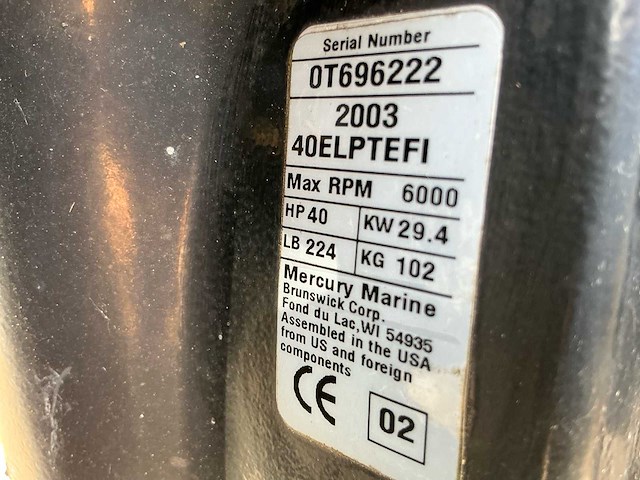 Serial Number
0T696222
2003
40ELPTEFI
Max RPM 6000
HP 40 KW 29.4
LB 224 KG 102
Mercury Marine
Brunswick Corp.
Fond du Lac,WI 54935
Assembled in the USA
from US and foreign
components
CE 02